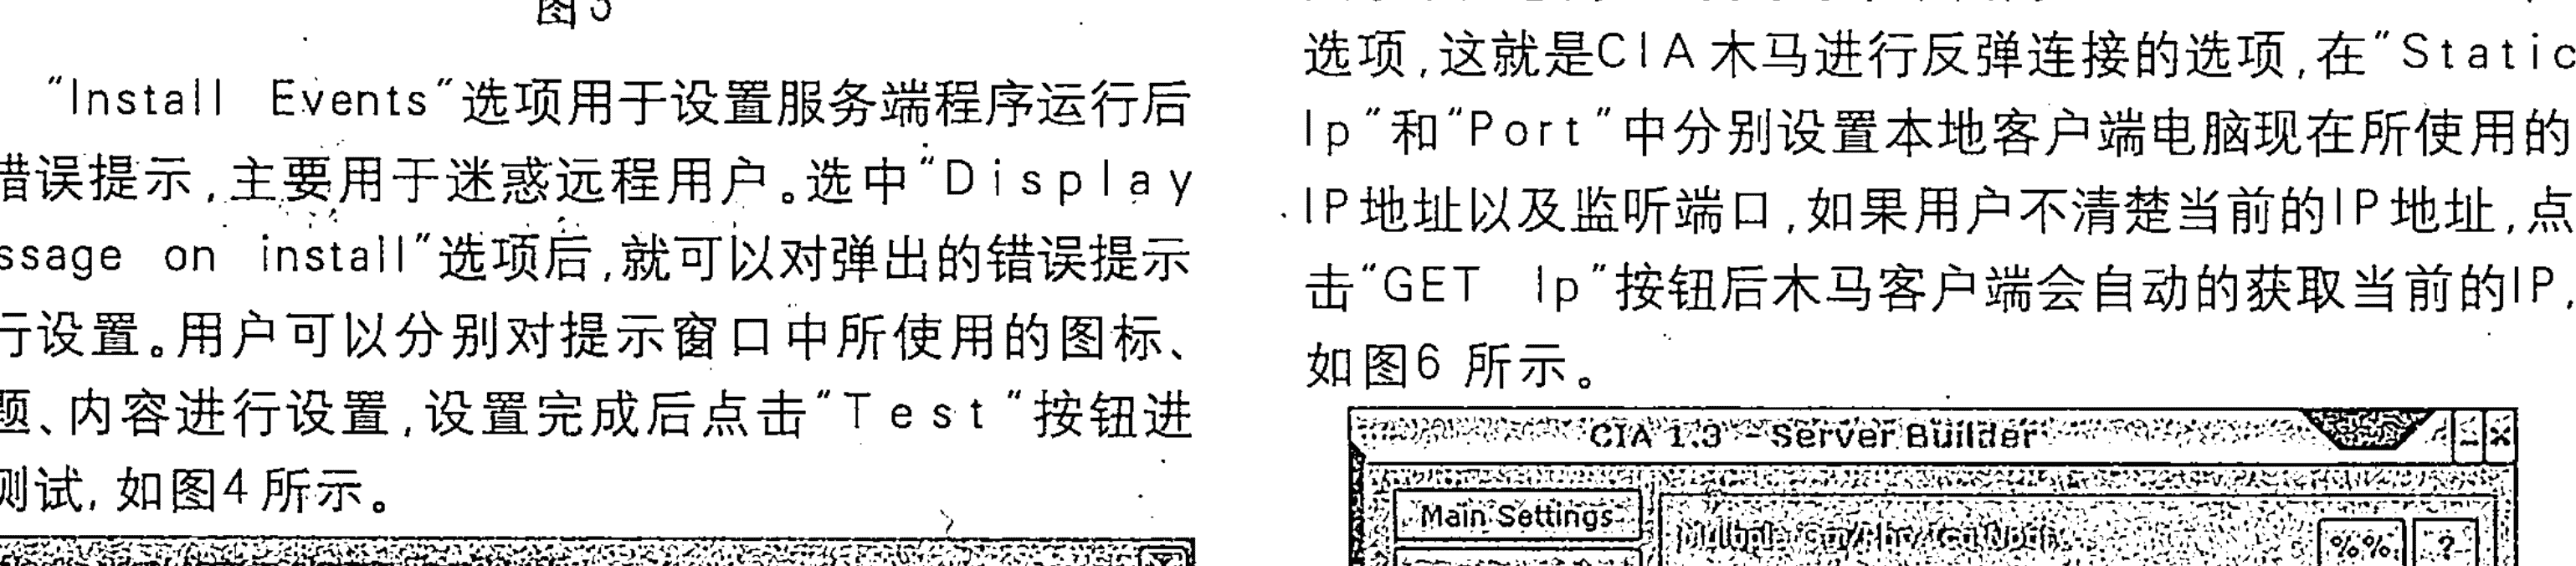 图3
"Install Events"选项用于设置服务端程序运行后
错误提示,主要用于迷惑远程用户。选中"Display
ssage on install"选项后,就可以对弹出的错误提示
行设置。用户可以分别对提示窗口中所使用的图标、
题、内容进行设置,设置完成后点击"Test"按钮进
测试,如图4所示。
选项,这就是CIA木马进行反弹连接的选项,在"Static
Ip"和"Port"中分别设置本地客户端电脑现在所使用的
IP地址以及监听端口,如果用户不清楚当前的IP地址,点
击"GET Ip"按钮后木马客户端会自动的获取当前的IP,
如图6所示。
CIA 1.3 - Server Builder
Main Settings
%% ?